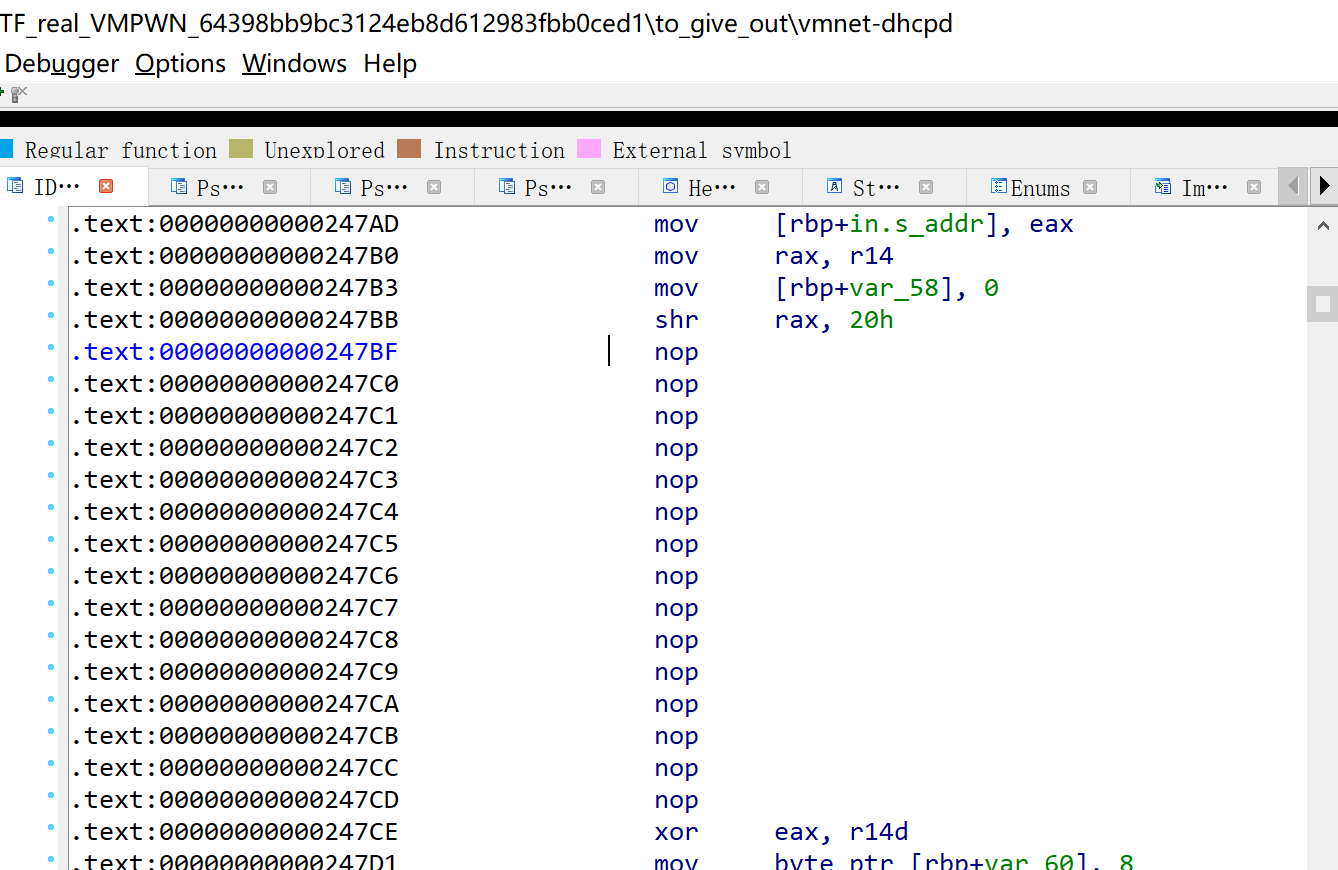 TF_real_VMPWN_64398bb9bc3124eb8d612983fbb0ced1\to_give_out\vmnet-dhcpd
Debugger Options Windows Help
Regular function Unexplored Instruction External symbol
ID··· Ps··· Ps··· Ps··· He··· St··· Enums Im···
.text:00000000000247AD mov [rbp+in.s_addr], eax
.text:00000000000247B0 mov rax, r14
.text:00000000000247B3 mov [rbp+var_58], 0
.text:00000000000247BB shr rax, 20h
.text:00000000000247BF nop
.text:00000000000247C0 nop
.text:00000000000247C1 nop
.text:00000000000247C2 nop
.text:00000000000247C3 nop
.text:00000000000247C4 nop
.text:00000000000247C5 nop
.text:00000000000247C6 nop
.text:00000000000247C7 nop
.text:00000000000247C8 nop
.text:00000000000247C9 nop
.text:00000000000247CA nop
.text:00000000000247CB nop
.text:00000000000247CC nop
.text:00000000000247CD nop
.text:00000000000247CE xor eax, r14d
.text:00000000000247D1 mov byte ptr [rbp+var_60], 8